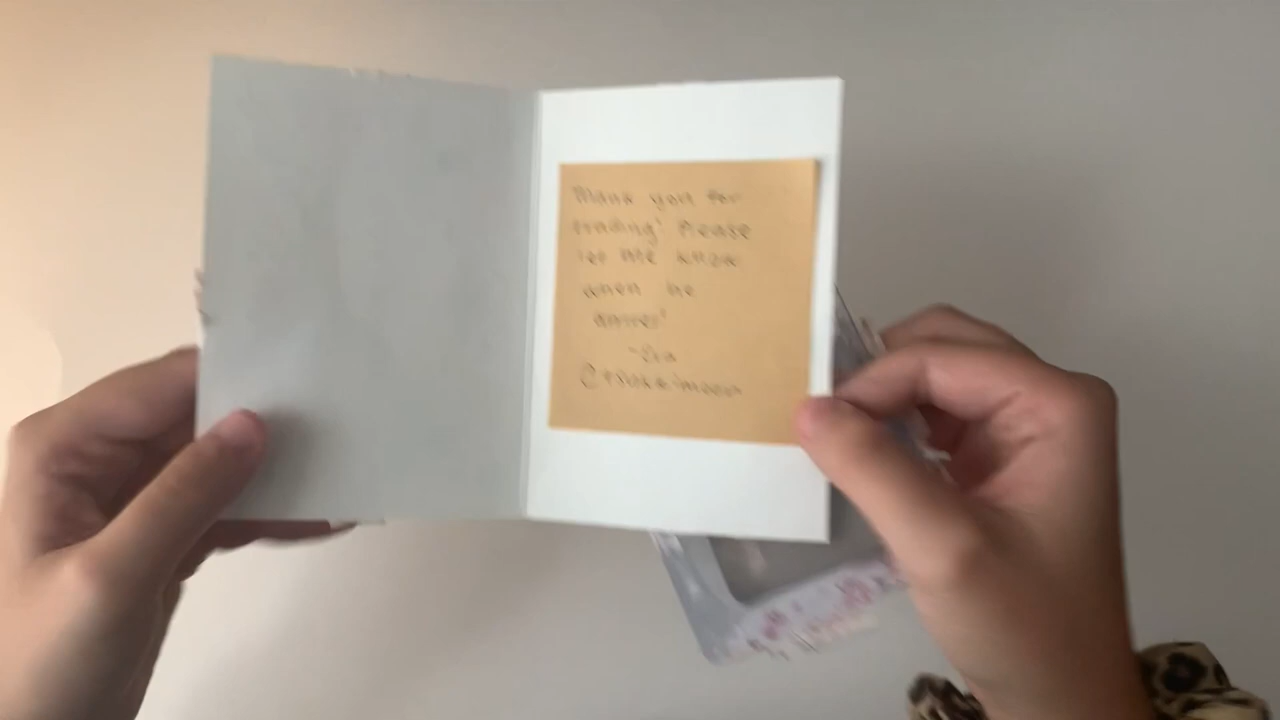 Thank you for
trading! Please
let me know
when he
arrives!